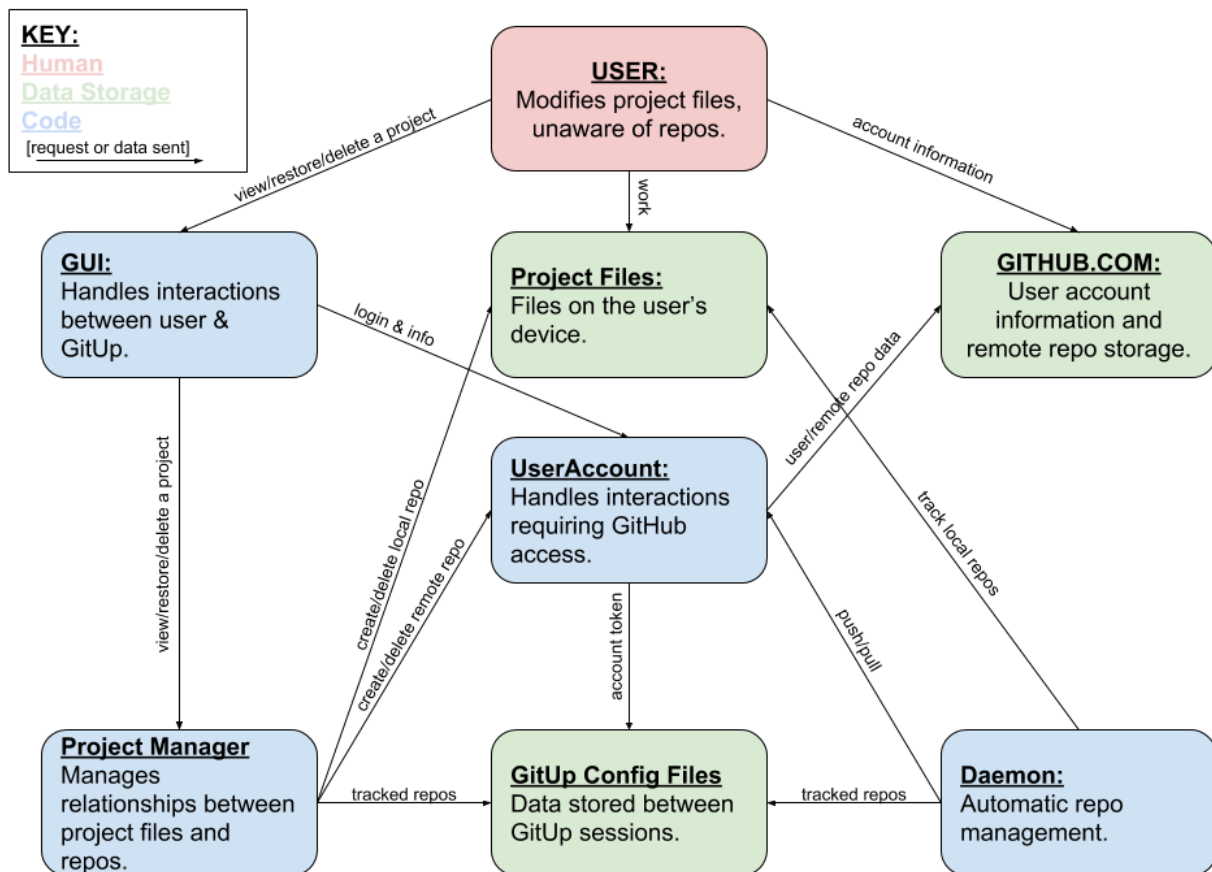 KEY:
Human
Data Storage
Code
[request or data sent]
USER:
Modifies project files,
unaware of repos.
view/restore/delete a project
work
account information
GUI:
Handles interactions
between user &
GitUp.
Project Files:
Files on the user's
device.
GITHUB.COM:
User account
information and
remote repo storage.
login & info
user/remote repo data
UserAccount:
Handles interactions
requiring GitHub
access.
view/restore/delete a project
create/delete local repo
create/delete remote repo
account token
push/pull
track local repos
Project Manager
Manages
relationships between
project files and
repos.
tracked repos
GitUp Config Files
Data stored between
GitUp sessions.
tracked repos
Daemon:
Automatic repo
management.